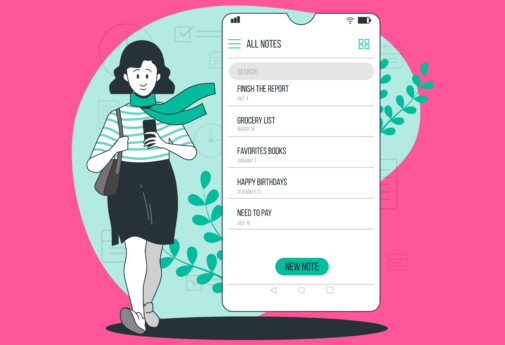 ALL NOTES
SEARCH
FINISH THE REPORT
JULY 9
GROCERY LIST
MARCH 18
FAVORITES BOOKS
JANUARY 7
HAPPY BIRTHDAYS
DECEMBER 22
NEED TO PAY
JULY 18
NEW NOTE